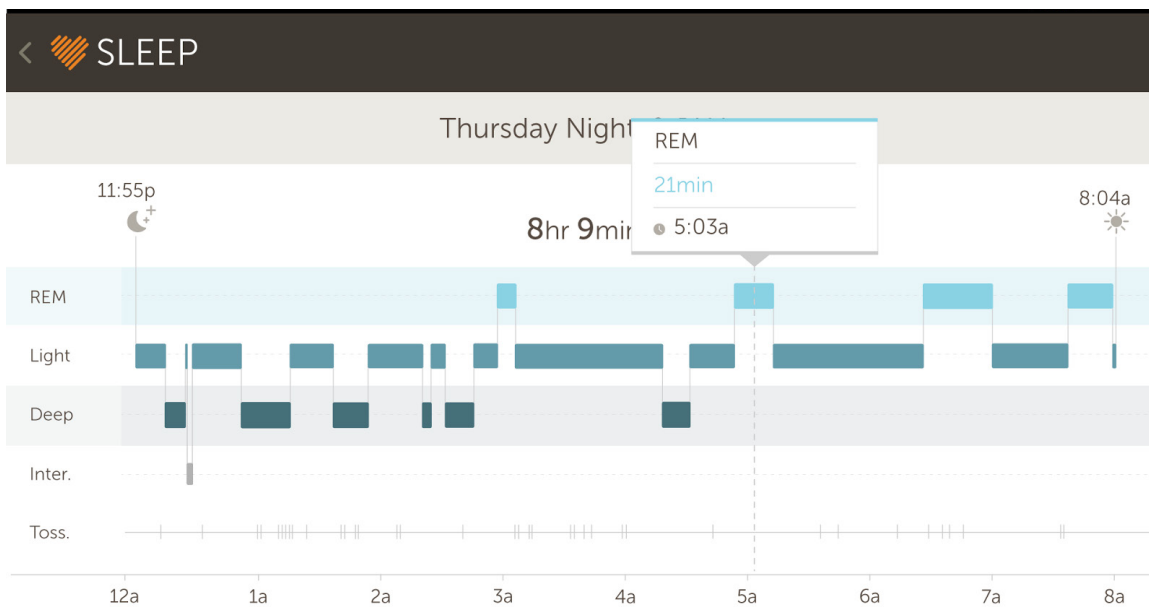 SLEEP
Thursday Night
REM
21min
5:03a
11:55p
8:04a
8hr 9min
REM
Light
Deep
Inter.
Toss.
12a 1a 2a 3a 4a 5a 6a 7a 8a